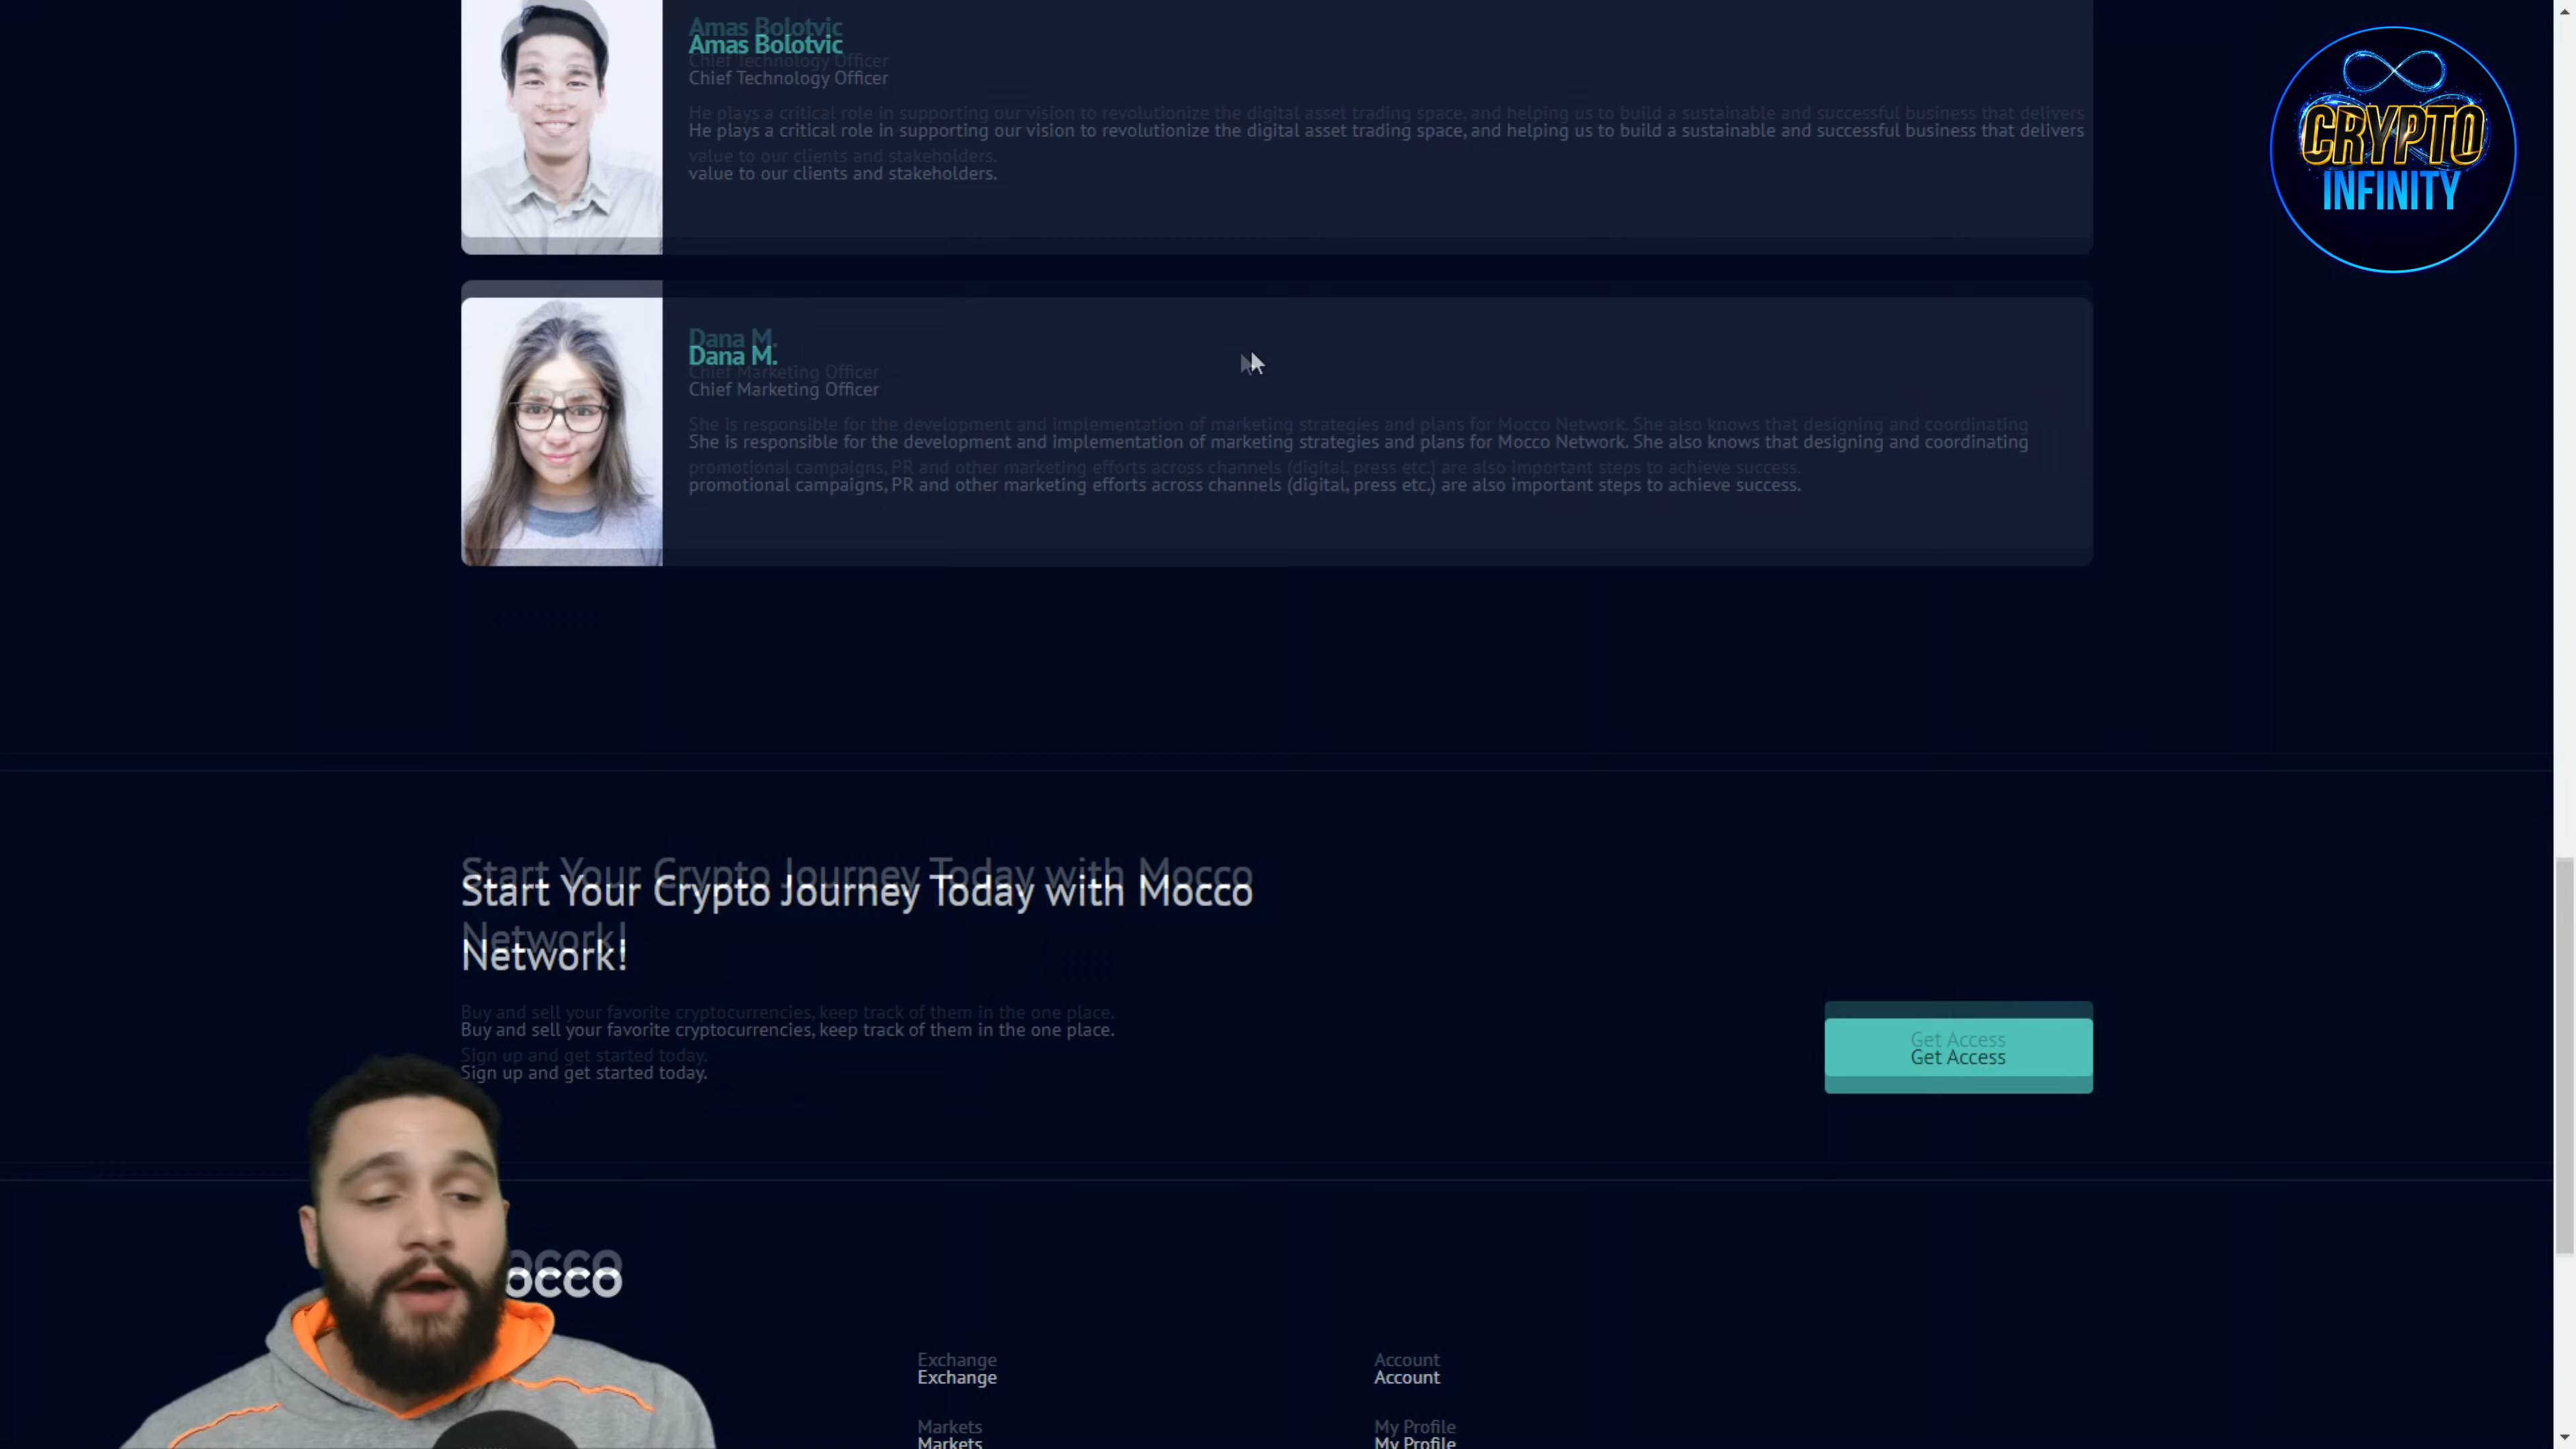 Amas Bolotvic
Chief Technology Officer
He plays a critical role in supporting our vision to revolutionize the digital asset trading space, and helping us to build a sustainable and successful business that delivers
value to our clients and stakeholders.
CRYPTO
INFINITY
Dana M.
Chief Marketing Officer
She is responsible for the development and implementation of marketing strategies and plans for Mocco Network. She also knows that designing and coordinating
promotional campaigns, PR and other marketing efforts across channels (digital, press etc.) are also important steps to achieve success.
Start Your Crypto Journey Today with Mocco
Network!
Buy and sell your favorite cryptocurrencies, keep track of them in the one place.
Sign up and get started today.
Get Access
occo
Exchange
Account
Markets
My Profile